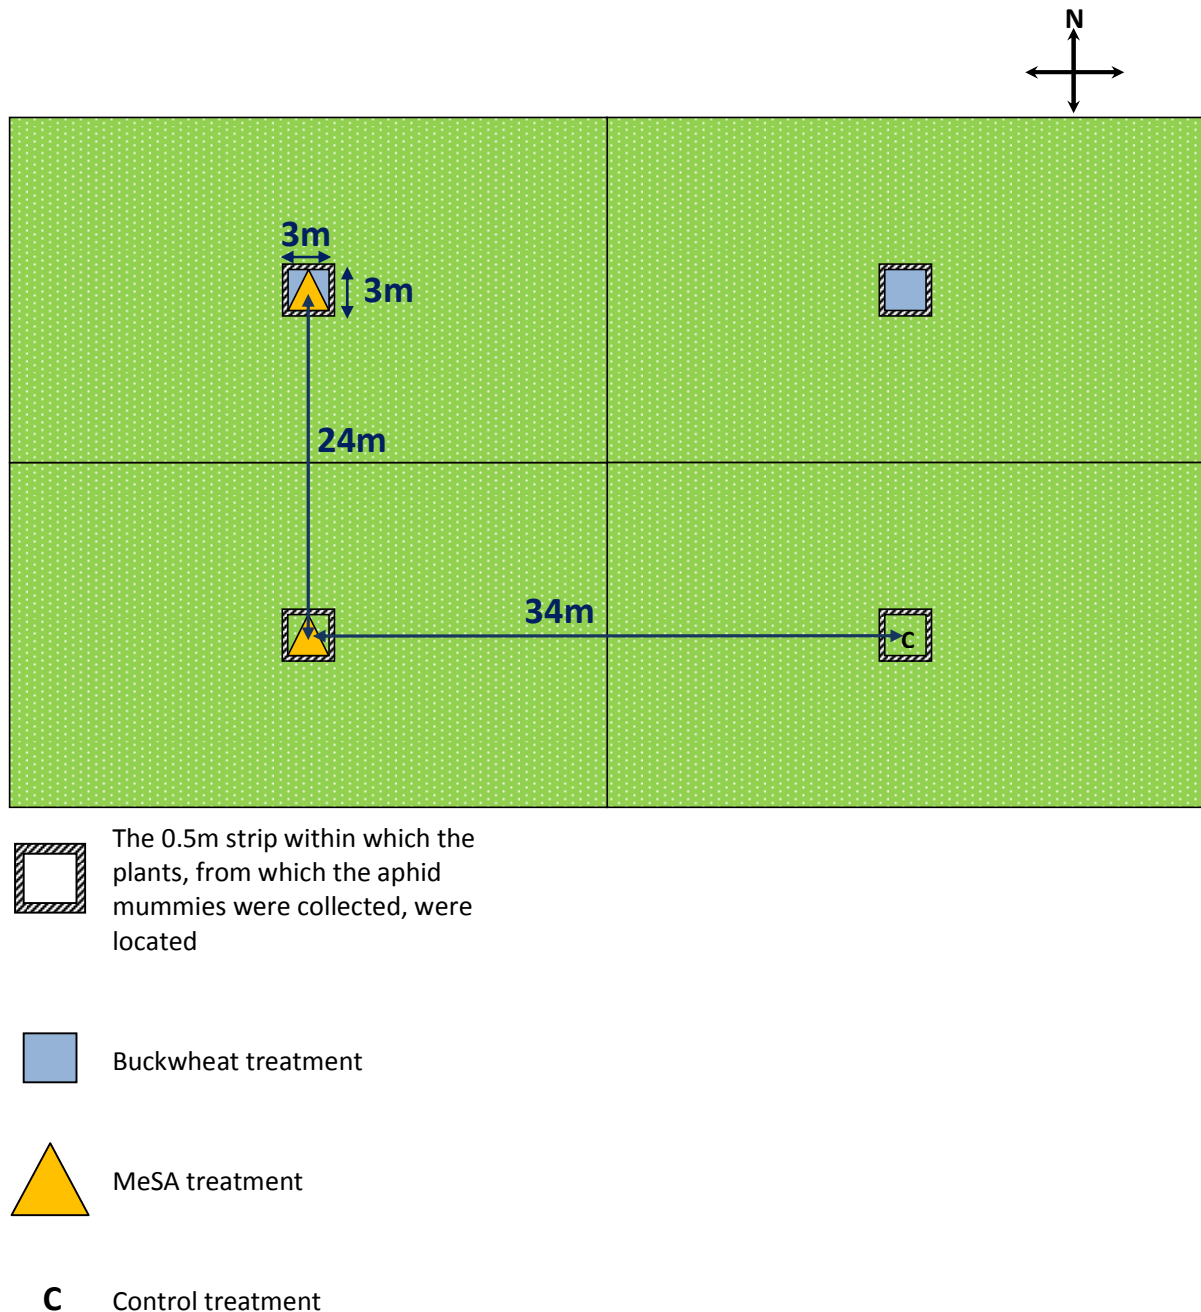 N
3m
3m
24m
34m
C
The 0.5m strip within which the
plants, from which the aphid
mummies were collected, were
located
Buckwheat treatment
MeSA treatment
C Control treatment